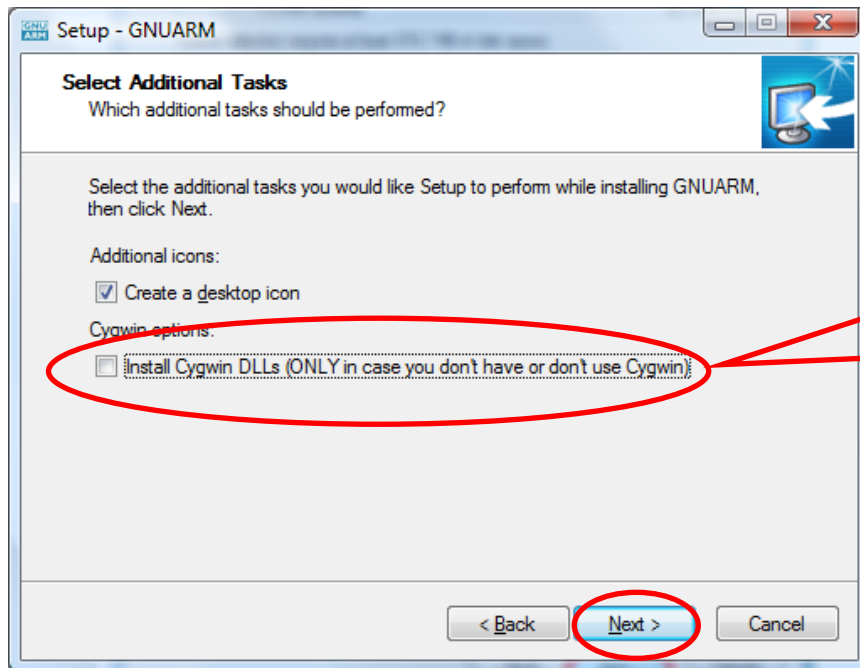 GNU
ARM
Setup - GNUARM
Select Additional Tasks
Which additional tasks should be performed?
Select the additional tasks you would like Setup to perform while installing GNUARM,
then click Next.
Additional icons:
Create a desktop icon
Cygwin options:
Install Cygwin DLLs (ONLY in case you don't have or don't use Cygwin)
< Back
Next >
Cancel